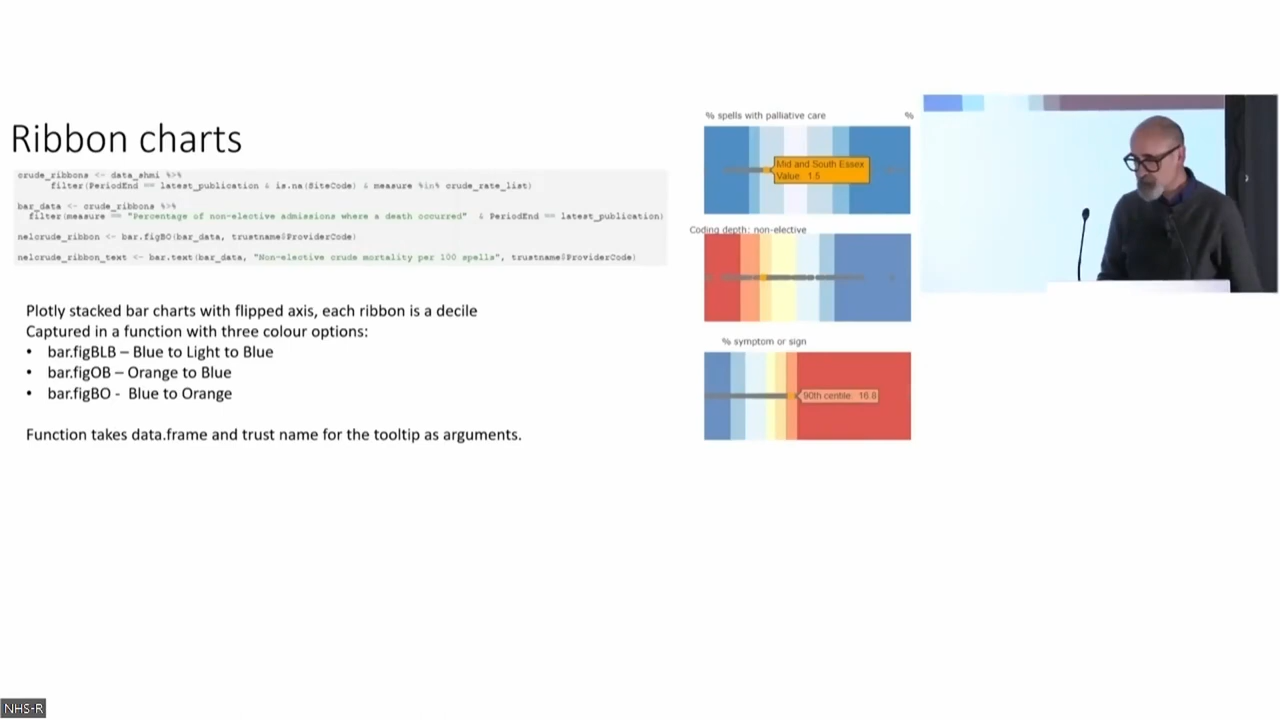 Ribbon charts
crude_ribbons <- data_shmi %>%
filter(PeriodEnd == latest_publication & is.na(SiteCode) & measure %in% crude_rate_list)
bar_data <- crude_ribbons %>%
filter(measure == "Percentage of non-elective admissions where a death occurred" & PeriodEnd == latest_publication)
nelcrude_ribbon <- bar.figBO(bar_data, trustname$ProviderCode)
nelcrude_ribbon_text <- bar.text(bar_data, "Non-elective crude mortality per 100 spells", trustname$ProviderCode)
Plotly stacked bar charts with flipped axis, each ribbon is a decile
Captured in a function with three colour options:
• bar.figBLB – Blue to Light to Blue
• bar.figOB – Orange to Blue
• bar.figBO - Blue to Orange
Function takes data.frame and trust name for the tooltip as arguments.
% spells with palliative care %
Mid and South Essex
Value 1.5
Coding depth: non-elective
% symptom or sign
90th centile 16.8
NHS-R